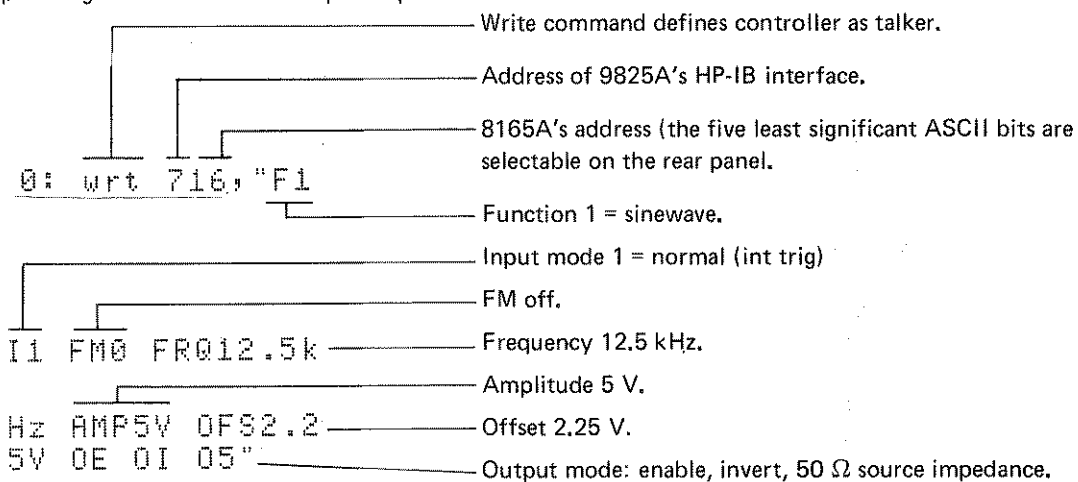 Write command defines controller as talker.
Address of 9825A's HP-IB interface.
8165A's address (the five least significant ASCII bits are
selectable on the rear panel.
0: wrt 716,"F1
Function 1 = sinewave.
Input mode 1 = normal (int trig)
FM off.
I1 FM0 FRQ12.5k
Frequency 12.5 kHz.
Amplitude 5 V.
Hz AMP5V OFS2.2
Offset 2.25 V.
5V OE OI O5"
Output mode: enable, invert, 50 Ω source impedance.